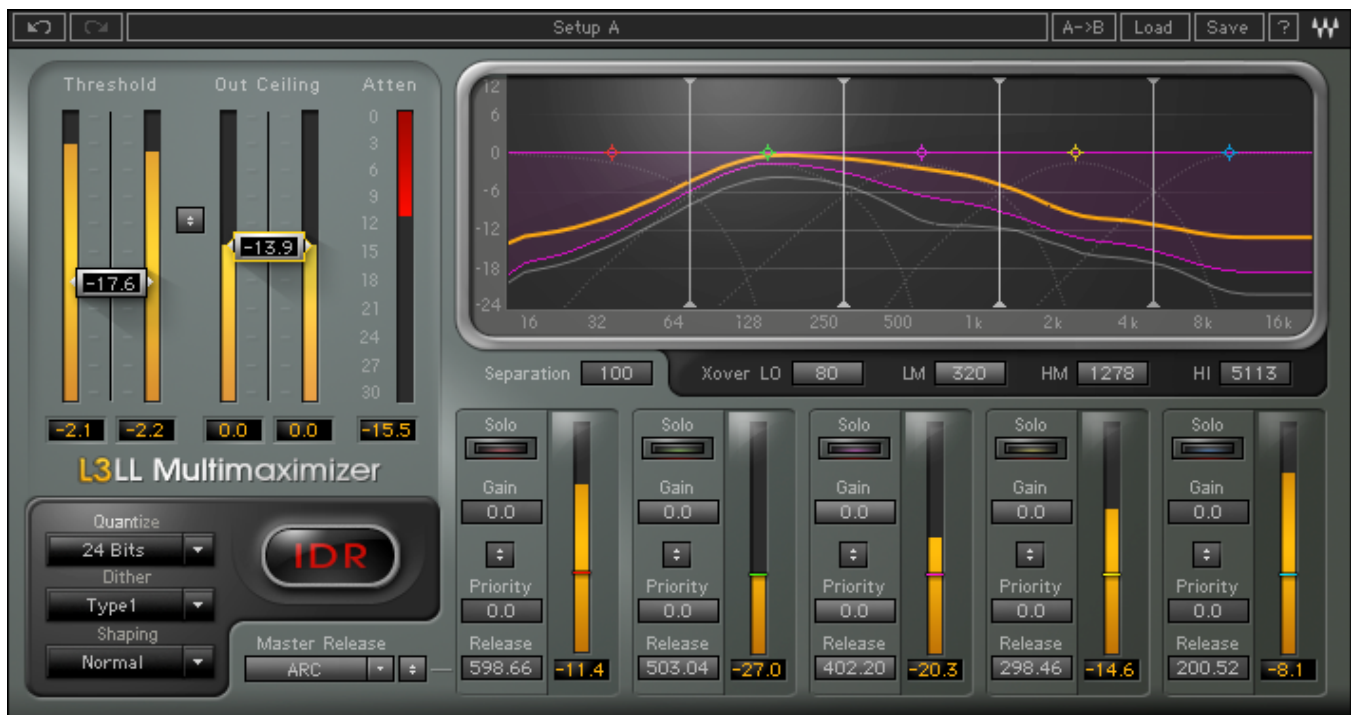 Setup A A->B Load Save ?
Threshold Out Ceiling Atten
0
3
6
9
12
15
18
21
24
27
30
-17.6
-13.9
-2.1 -2.2 0.0 0.0 -15.5
L3LL Multimaximizer
12
6
0
-6
-12
-18
-24
16 32 64 128 250 500 1k 2k 4k 8k 16k
Separation 100 Xover LO 80 LM 320 HM 1278 HI 5113
Quantize
24 Bits
Dither
Type1
Shaping
Normal
IDR
Master Release
ARC
Solo Solo Solo Solo Solo
Gain Gain Gain Gain Gain
0.0 0.0 0.0 0.0 0.0
Priority Priority Priority Priority Priority
0.0 0.0 0.0 0.0 0.0
Release Release Release Release Release
598.66 -11.4 503.04 -27.0 402.20 -20.3 298.46 -14.6 200.52 -8.1